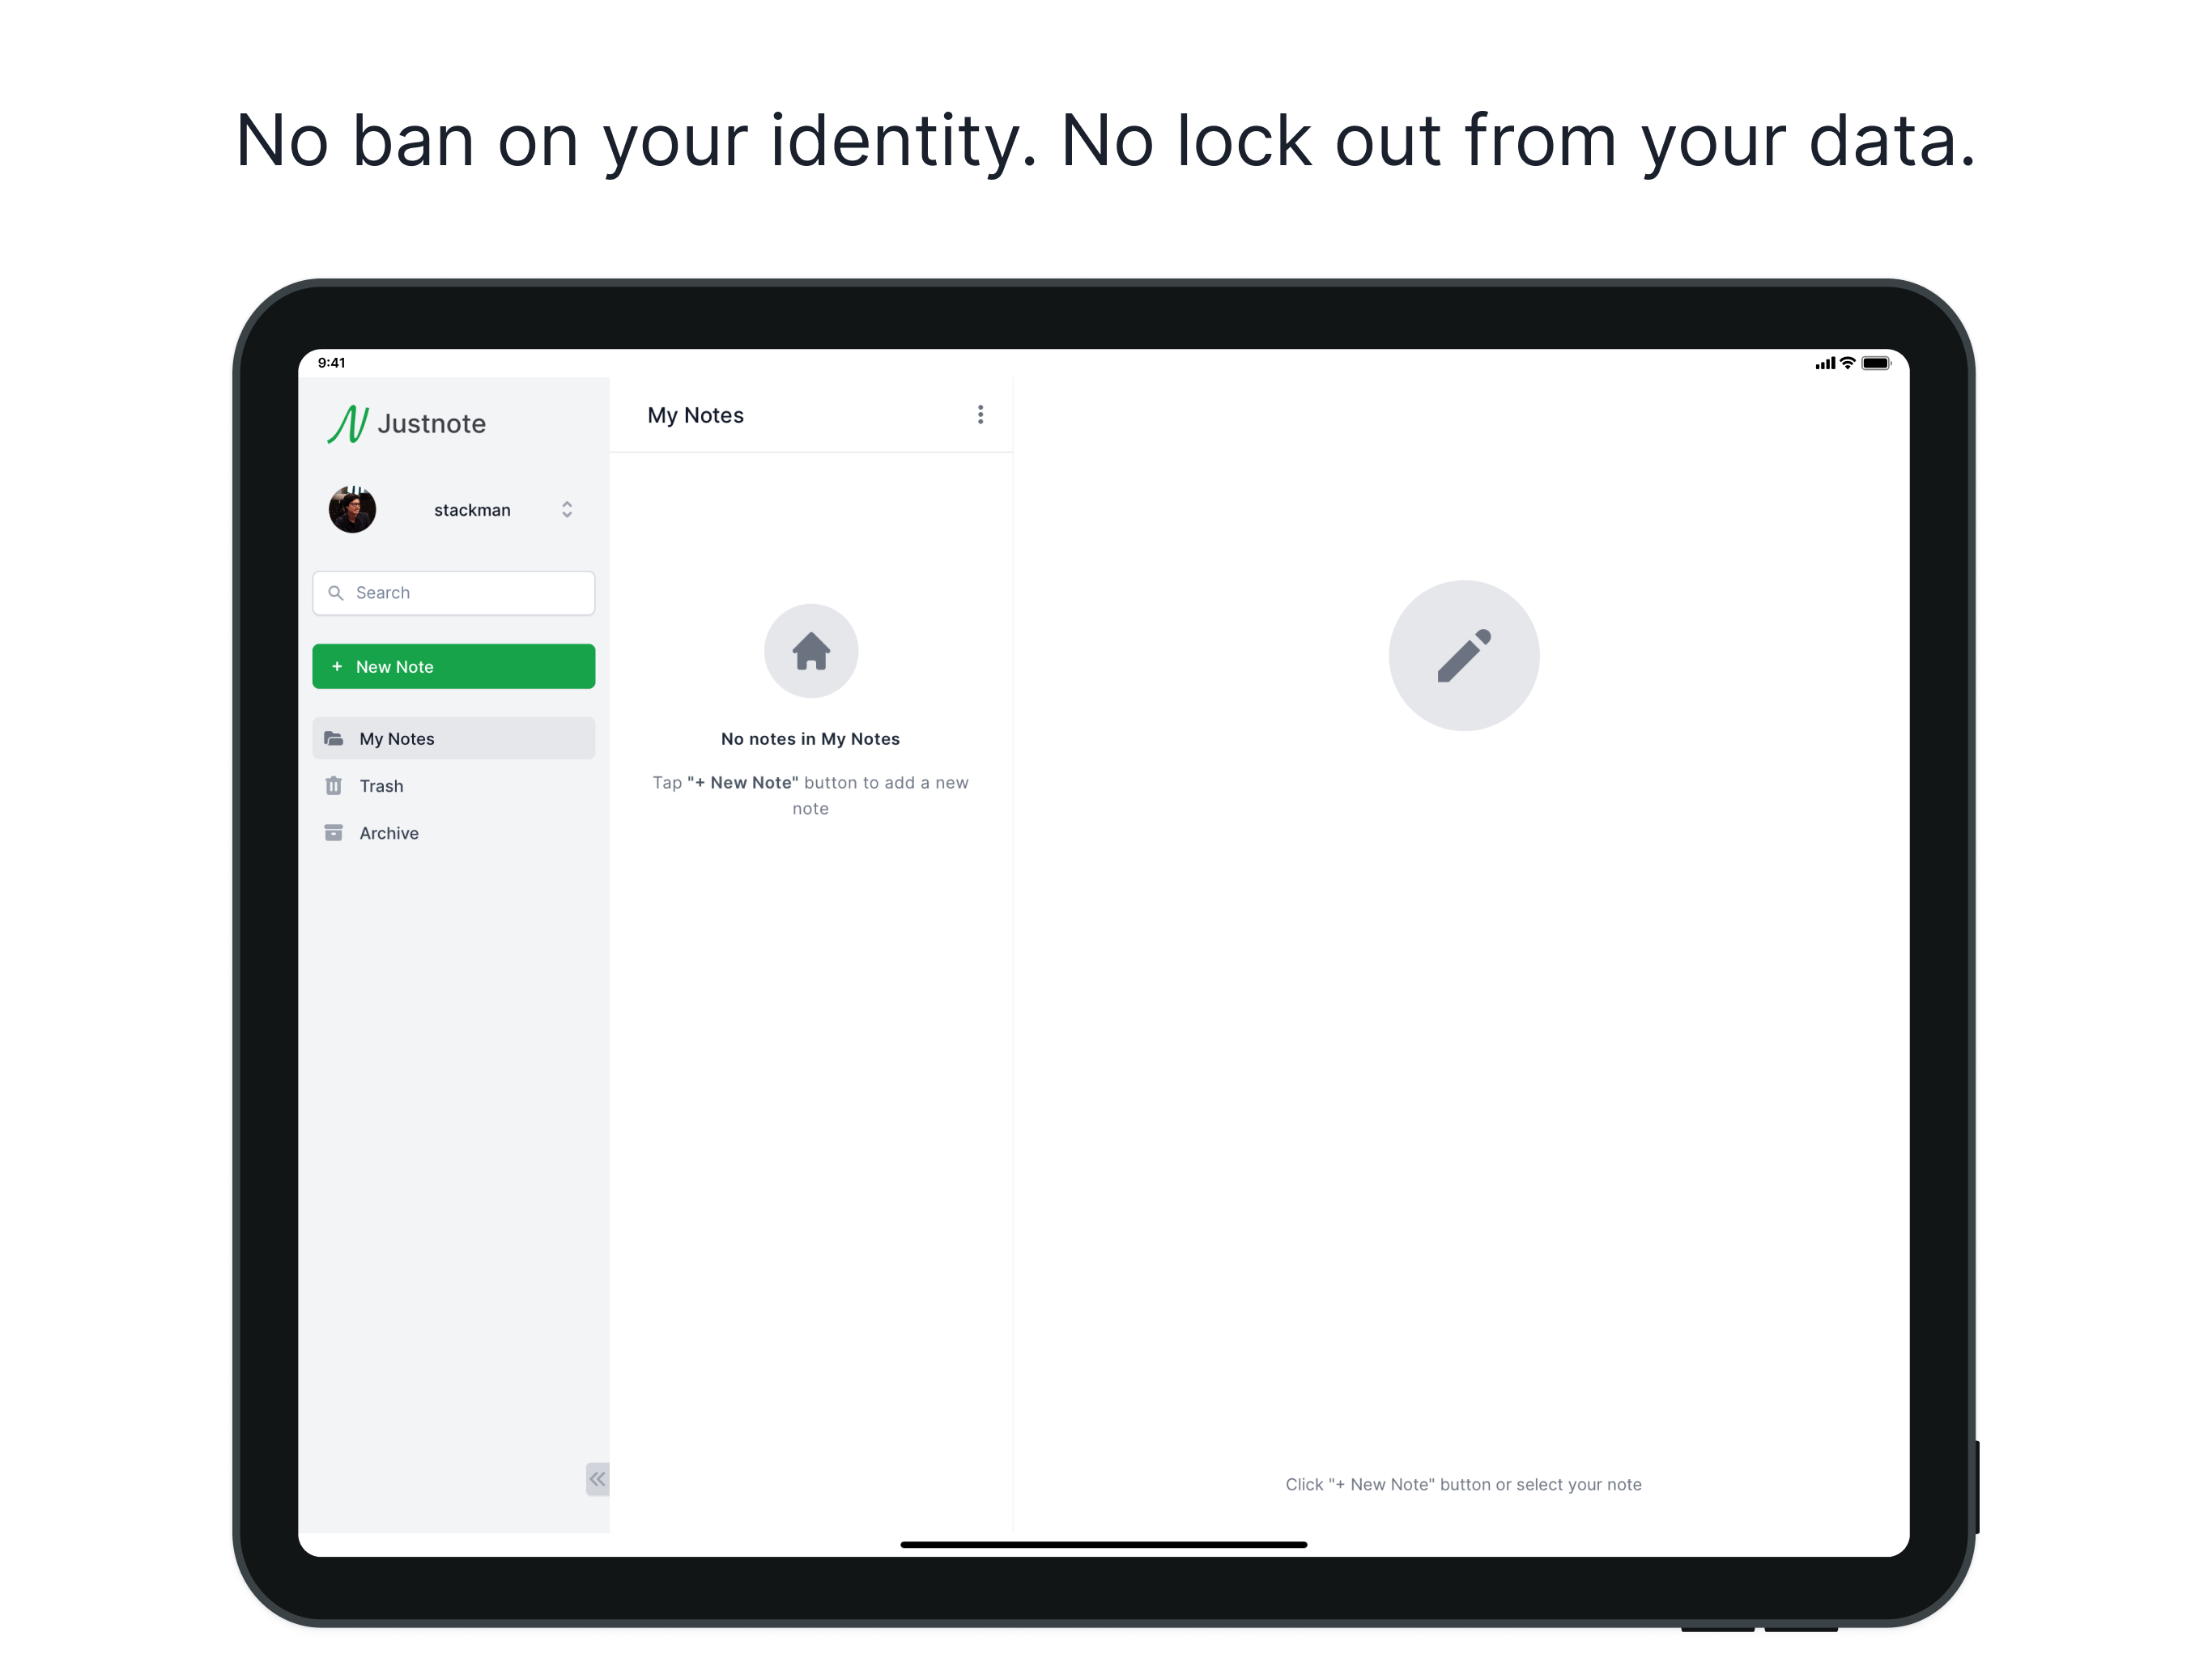 No ban on your identity. No lock out from your data.
9:41
Justnote
stackman
Search
+ New Note
My Notes
Trash
Archive
My Notes
No notes in My Notes
Tap "+ New Note" button to add a new
note
Click "+ New Note" button or select your note